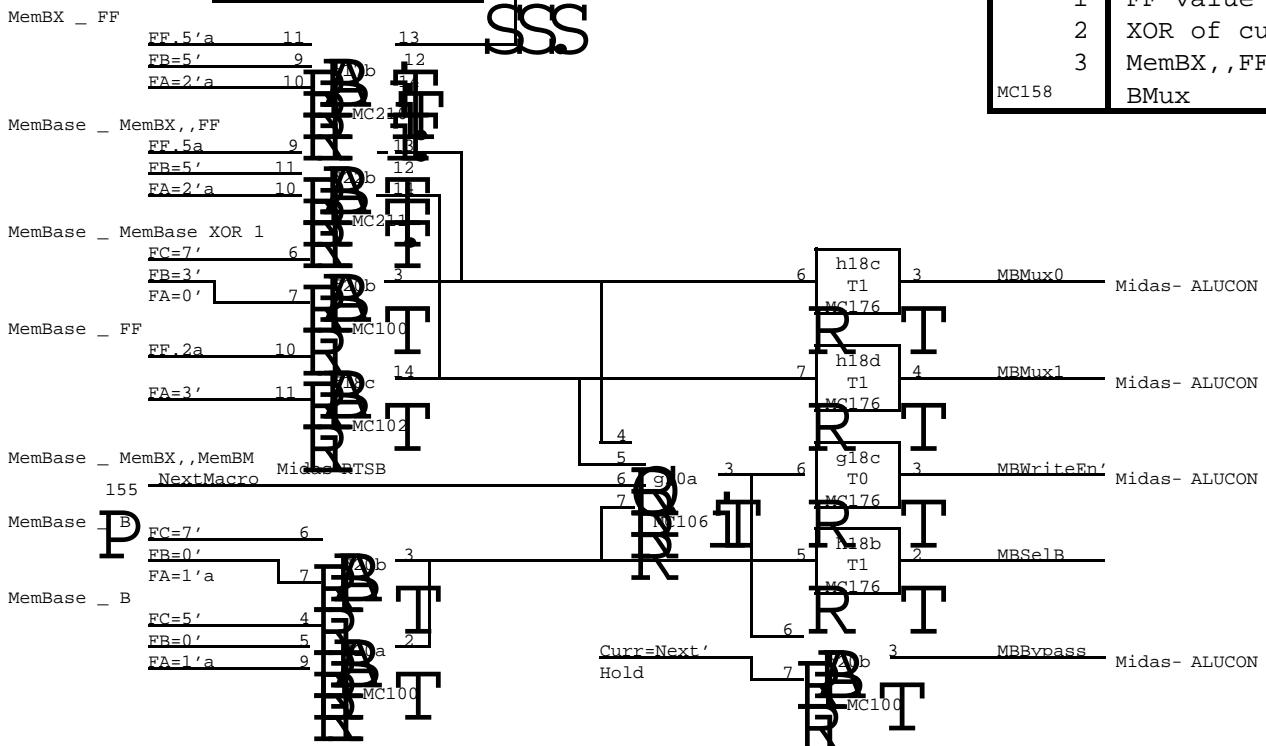 MemBX _ FF
SSS.
1 FF value
2 XOR of cu
3 MemBX,,FF
MC158 BMux
FF.5'a 11 13
FB=5' 9 12
FA=2'a 10
MemBase _ MemBX,,FF
FF.5a 9 13
FB=5' 11 12
FA=2'a 10 14
MC211
MemBase _ MemBase XOR 1
FC=7' 6
FB=3' 3
FA=0' 7
MC100
MemBase _ FF
FF.2a 10
14
FA=3' 11
MC102
h18c
6 T1 3 MBMux0 Midas- ALUCON
MC176
h18d
7 T1 4 MBMux1 Midas- ALUCON
MC176
4
5
MemBase _ MemBX,,MemBM
NextMacro Midas RTSB 6
155
7
MC106
3
g18c
6 T0 3 MBWriteEn' Midas- ALUCON
MC176
MemBase _ B
P
FC=7' 6
FB=0' 3
FA=1'a 7
h18b
5 T1 2 MBSelB
MC176
MemBase _ B
FC=5' 4
FB=0' 5 2
FA=1'a 9
MC100
6
Curr=Next' 7 3 MBBypass Midas- ALUCON
Hold
MC100